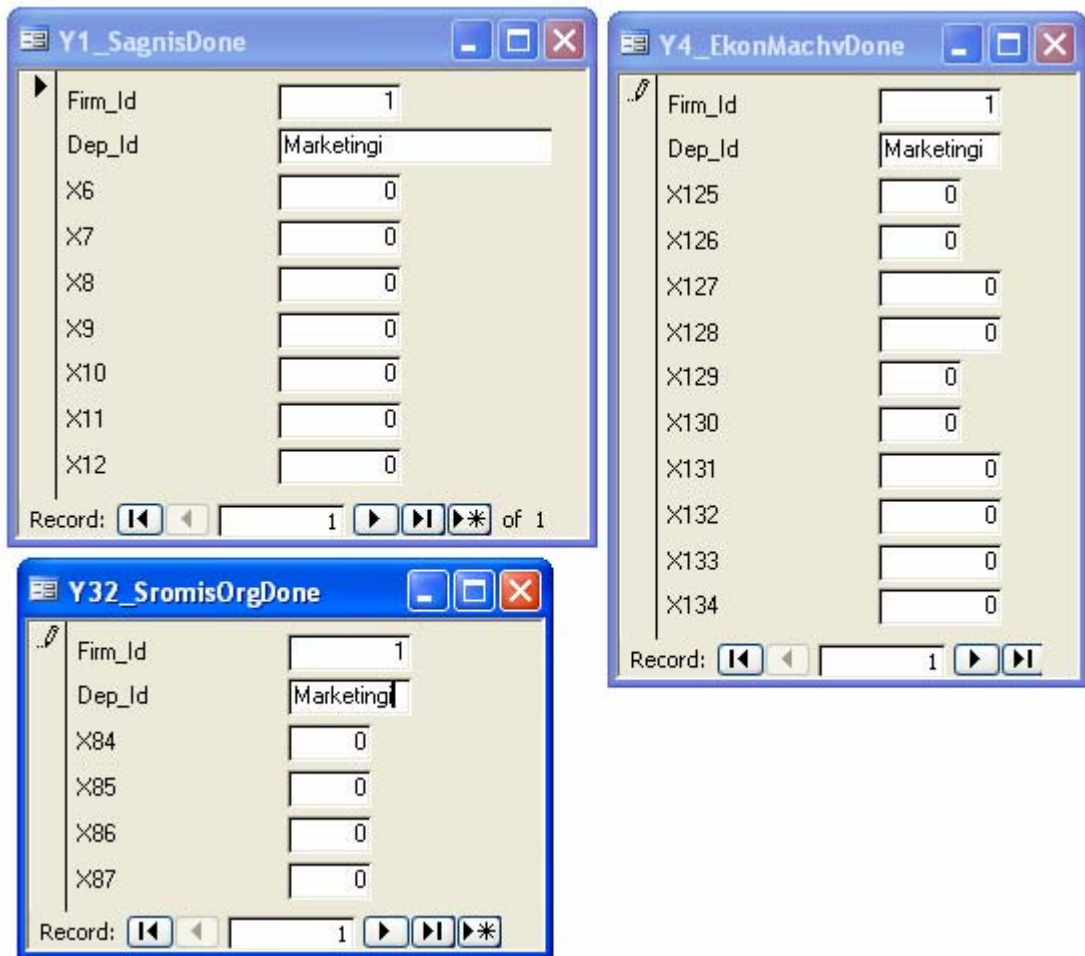 Y1_SagnisDone
Firm_Id 1
Dep_Id Marketingi
X6 0
X7 0
X8 0
X9 0
X10 0
X11 0
X12 0
Record: 1 of 1
Y4_EkonMachvDone
Firm_Id 1
Dep_Id Marketingi
X125 0
X126 0
X127 0
X128 0
X129 0
X130 0
X131 0
X132 0
X133 0
X134 0
Record: 1
Y32_SromisOrgDone
Firm_Id 1
Dep_Id Marketingi
X84 0
X85 0
X86 0
X87 0
Record: 1